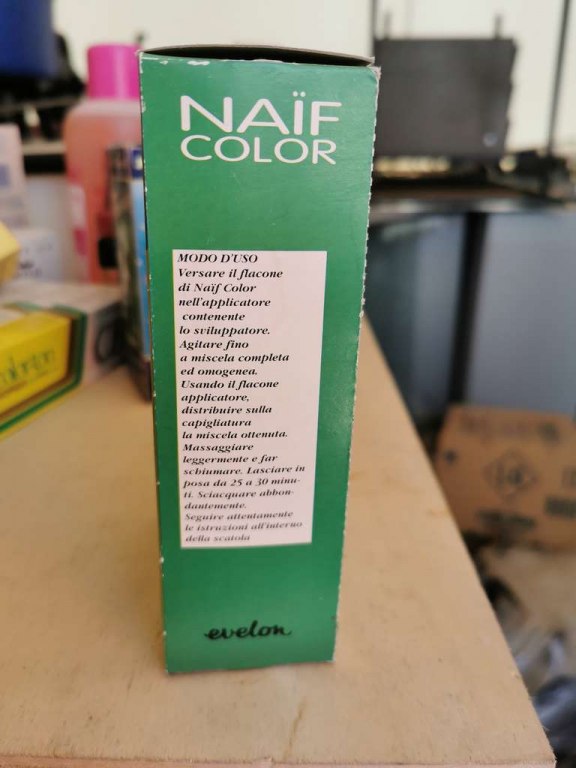 NAÏF
COLOR
MODO D'USO
Versare il flacone
di Naïf Color
nell'applicatore
contenente
lo sviluppatore.
Agitare fino
a miscela completa
ed omogenea.
Usando il flacone
applicatore,
distribuire sulla
capigliatura
la miscela ottenuta.
Massaggiare
leggermente e far
schiumare. Lasciare in
posa da 25 a 30 minu-
ti. Sciacquare abbon-
dantemente.
Seguire attentamente
le istruzioni all'interno
della scatola
evelon